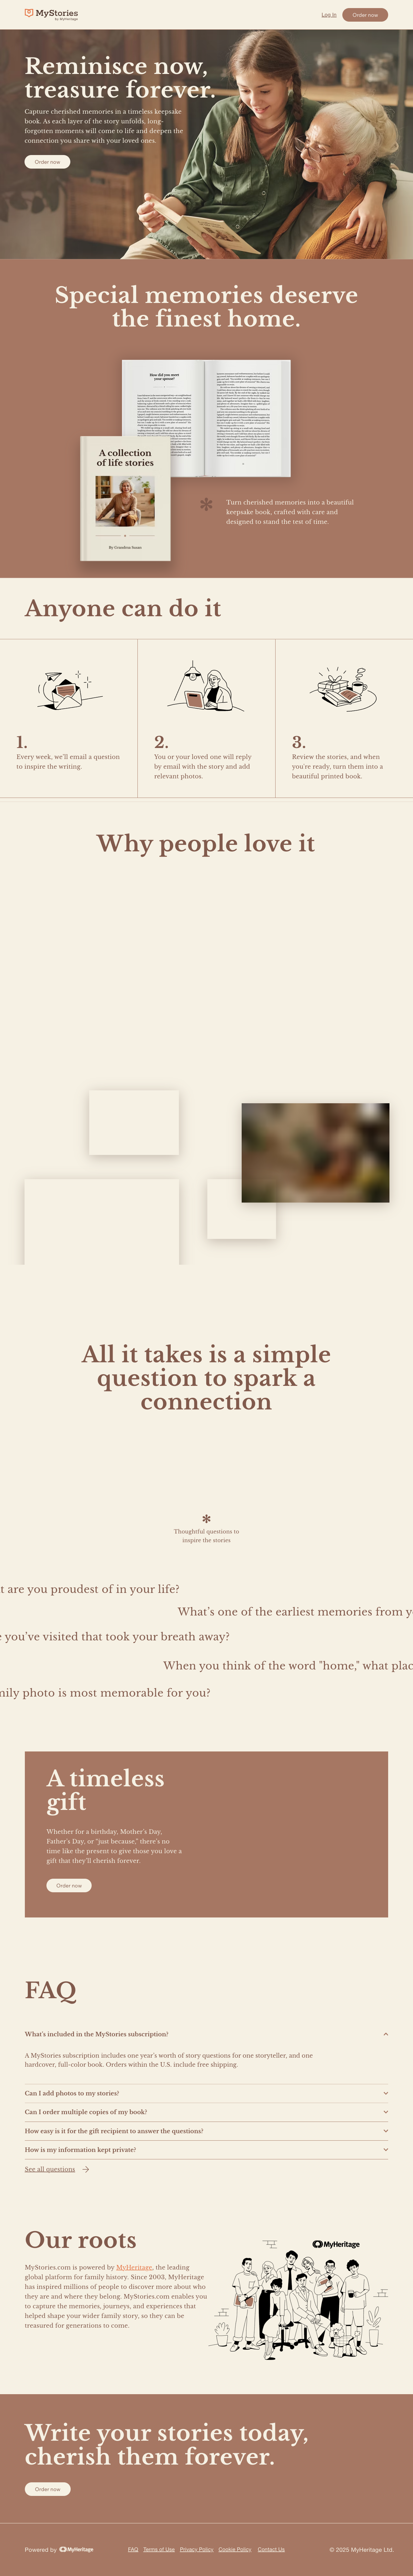 MyStories
by MyHeritage
Log in
Order now
Reminisce now,
treasure forever.
Capture cherished memories in a timeless keepsake
book. As each layer of the story unfolds, long-
forgotten moments will come to life and deepen the
connection you share with your loved ones.
Order now
Special memories deserve
the finest home.
How did you meet
your spouse?
A collection
of life stories
By Grandma Susan
Turn cherished memories into a beautiful
keepsake book, crafted with care and
designed to stand the test of time.
Anyone can do it
1.
Every week, we'll email a question
to inspire the writing.
2.
You or your loved one will reply
by email with the story and add
relevant photos.
3.
Review the stories, and when
you're ready, turn them into a
beautiful printed book.
Why people love it
All it takes is a simple
question to spark a
connection
Thoughtful questions to
inspire the stories
t are you proudest of in your life?
What's one of the earliest memories from y
e you've visited that took your breath away?
When you think of the word "home," what plac
mily photo is most memorable for you?
A timeless
gift
Whether for a birthday, Mother's Day,
Father's Day, or "just because," there's no
time like the present to give those you love a
gift that they'll cherish forever.
Order now
FAQ
What's included in the MyStories subscription?
A MyStories subscription includes one year's worth of story questions for one storyteller, and one
hardcover, full-color book. Orders within the U.S. include free shipping.
Can I add photos to my stories?
Can I order multiple copies of my book?
How easy is it for the gift recipient to answer the questions?
How is my information kept private?
See all questions
Our roots
MyStories.com is powered by MyHeritage, the leading
global platform for family history. Since 2003, MyHeritage
has inspired millions of people to discover more about who
they are and where they belong. MyStories.com enables you
to capture the memories, journeys, and experiences that
helped shape your wider family story, so they can be
treasured for generations to come.
MyHeritage
Write your stories today,
cherish them forever.
Order now
Powered by MyHeritage
FAQ Terms of Use Privacy Policy Cookie Policy Contact Us
© 2025 MyHeritage Ltd.